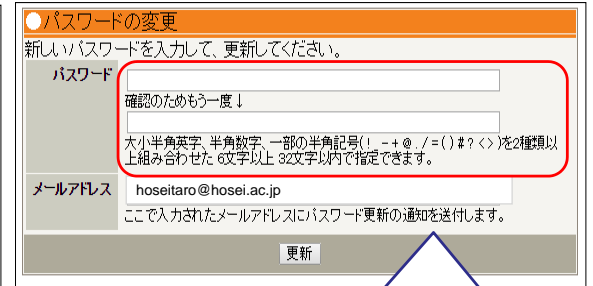 ●パスワードの変更
新しいパスワードを入力して、更新してください。
パスワード
確認のためもう一度↓
大小半角英字、半角数字、一部の半角記号(!_-+@./=()#?<>)を2種類以
上組み合わせた 6文字以上 32文字以内で指定できます。
メールアドレス hoseitaro@hosei.ac.jp
ここで入力されたメールアドレスにパスワード更新の通知を送付します。
更新